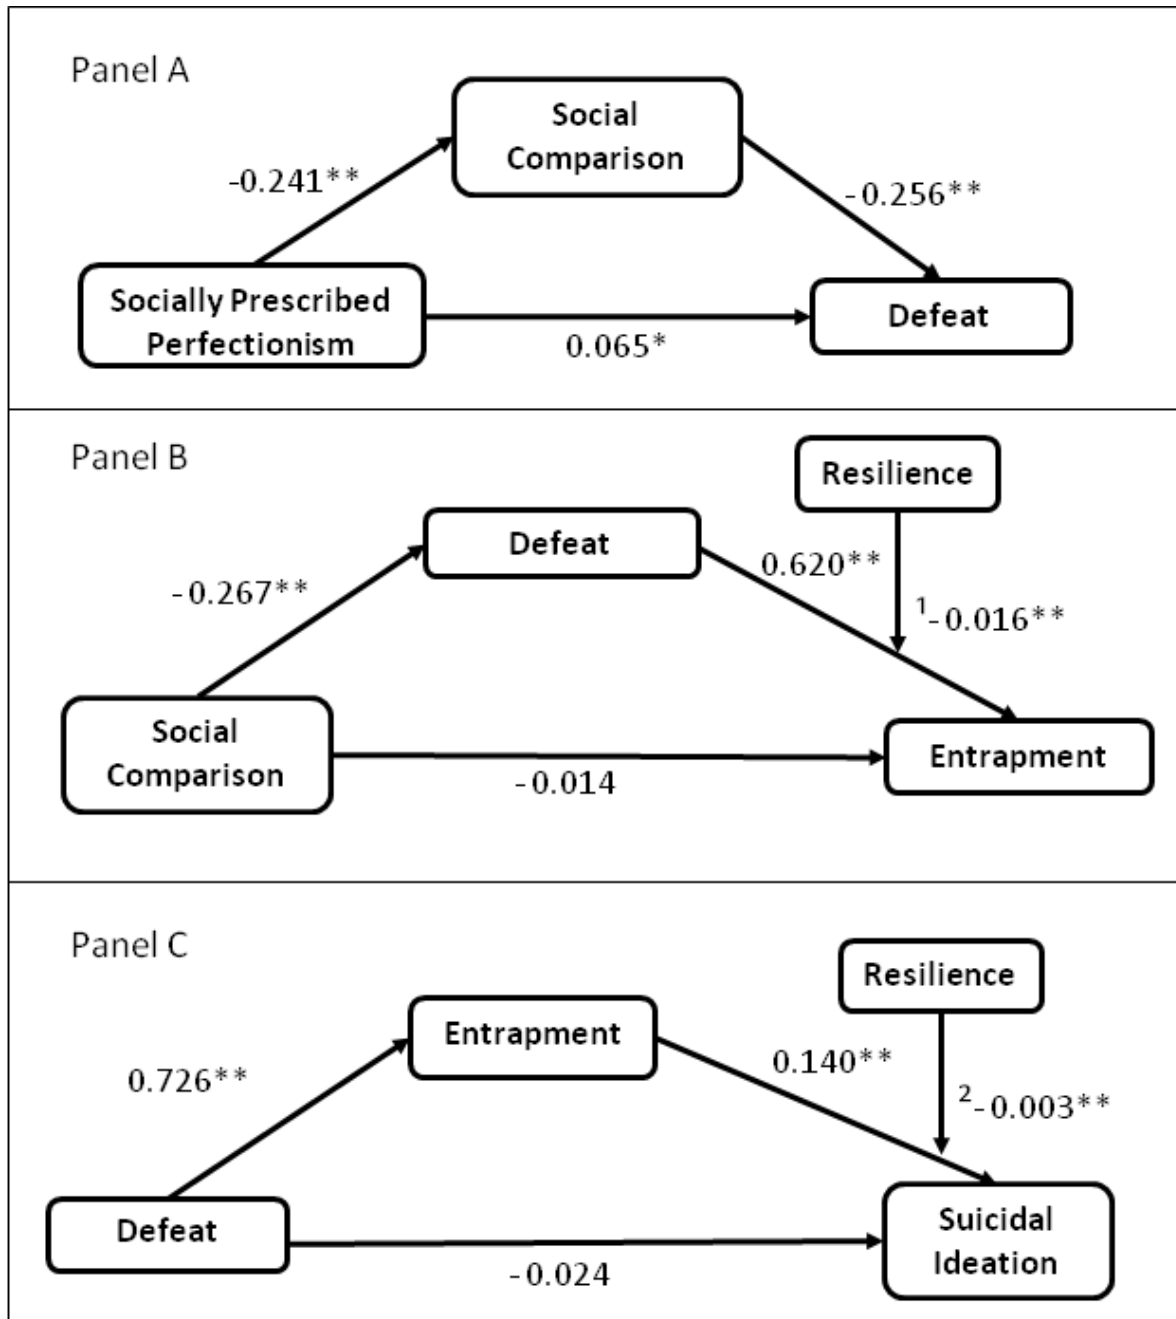 Panel A
Social
Comparison
-0.241**
-0.256**
Socially Prescribed
Perfectionism
Defeat
0.065*
Panel B
Resilience
Defeat
0.620**
-0.267**
¹-0.016**
Social
Comparison
Entrapment
-0.014
Panel C
Resilience
Entrapment
0.140**
0.726**
²-0.003**
Defeat
Suicidal
Ideation
-0.024